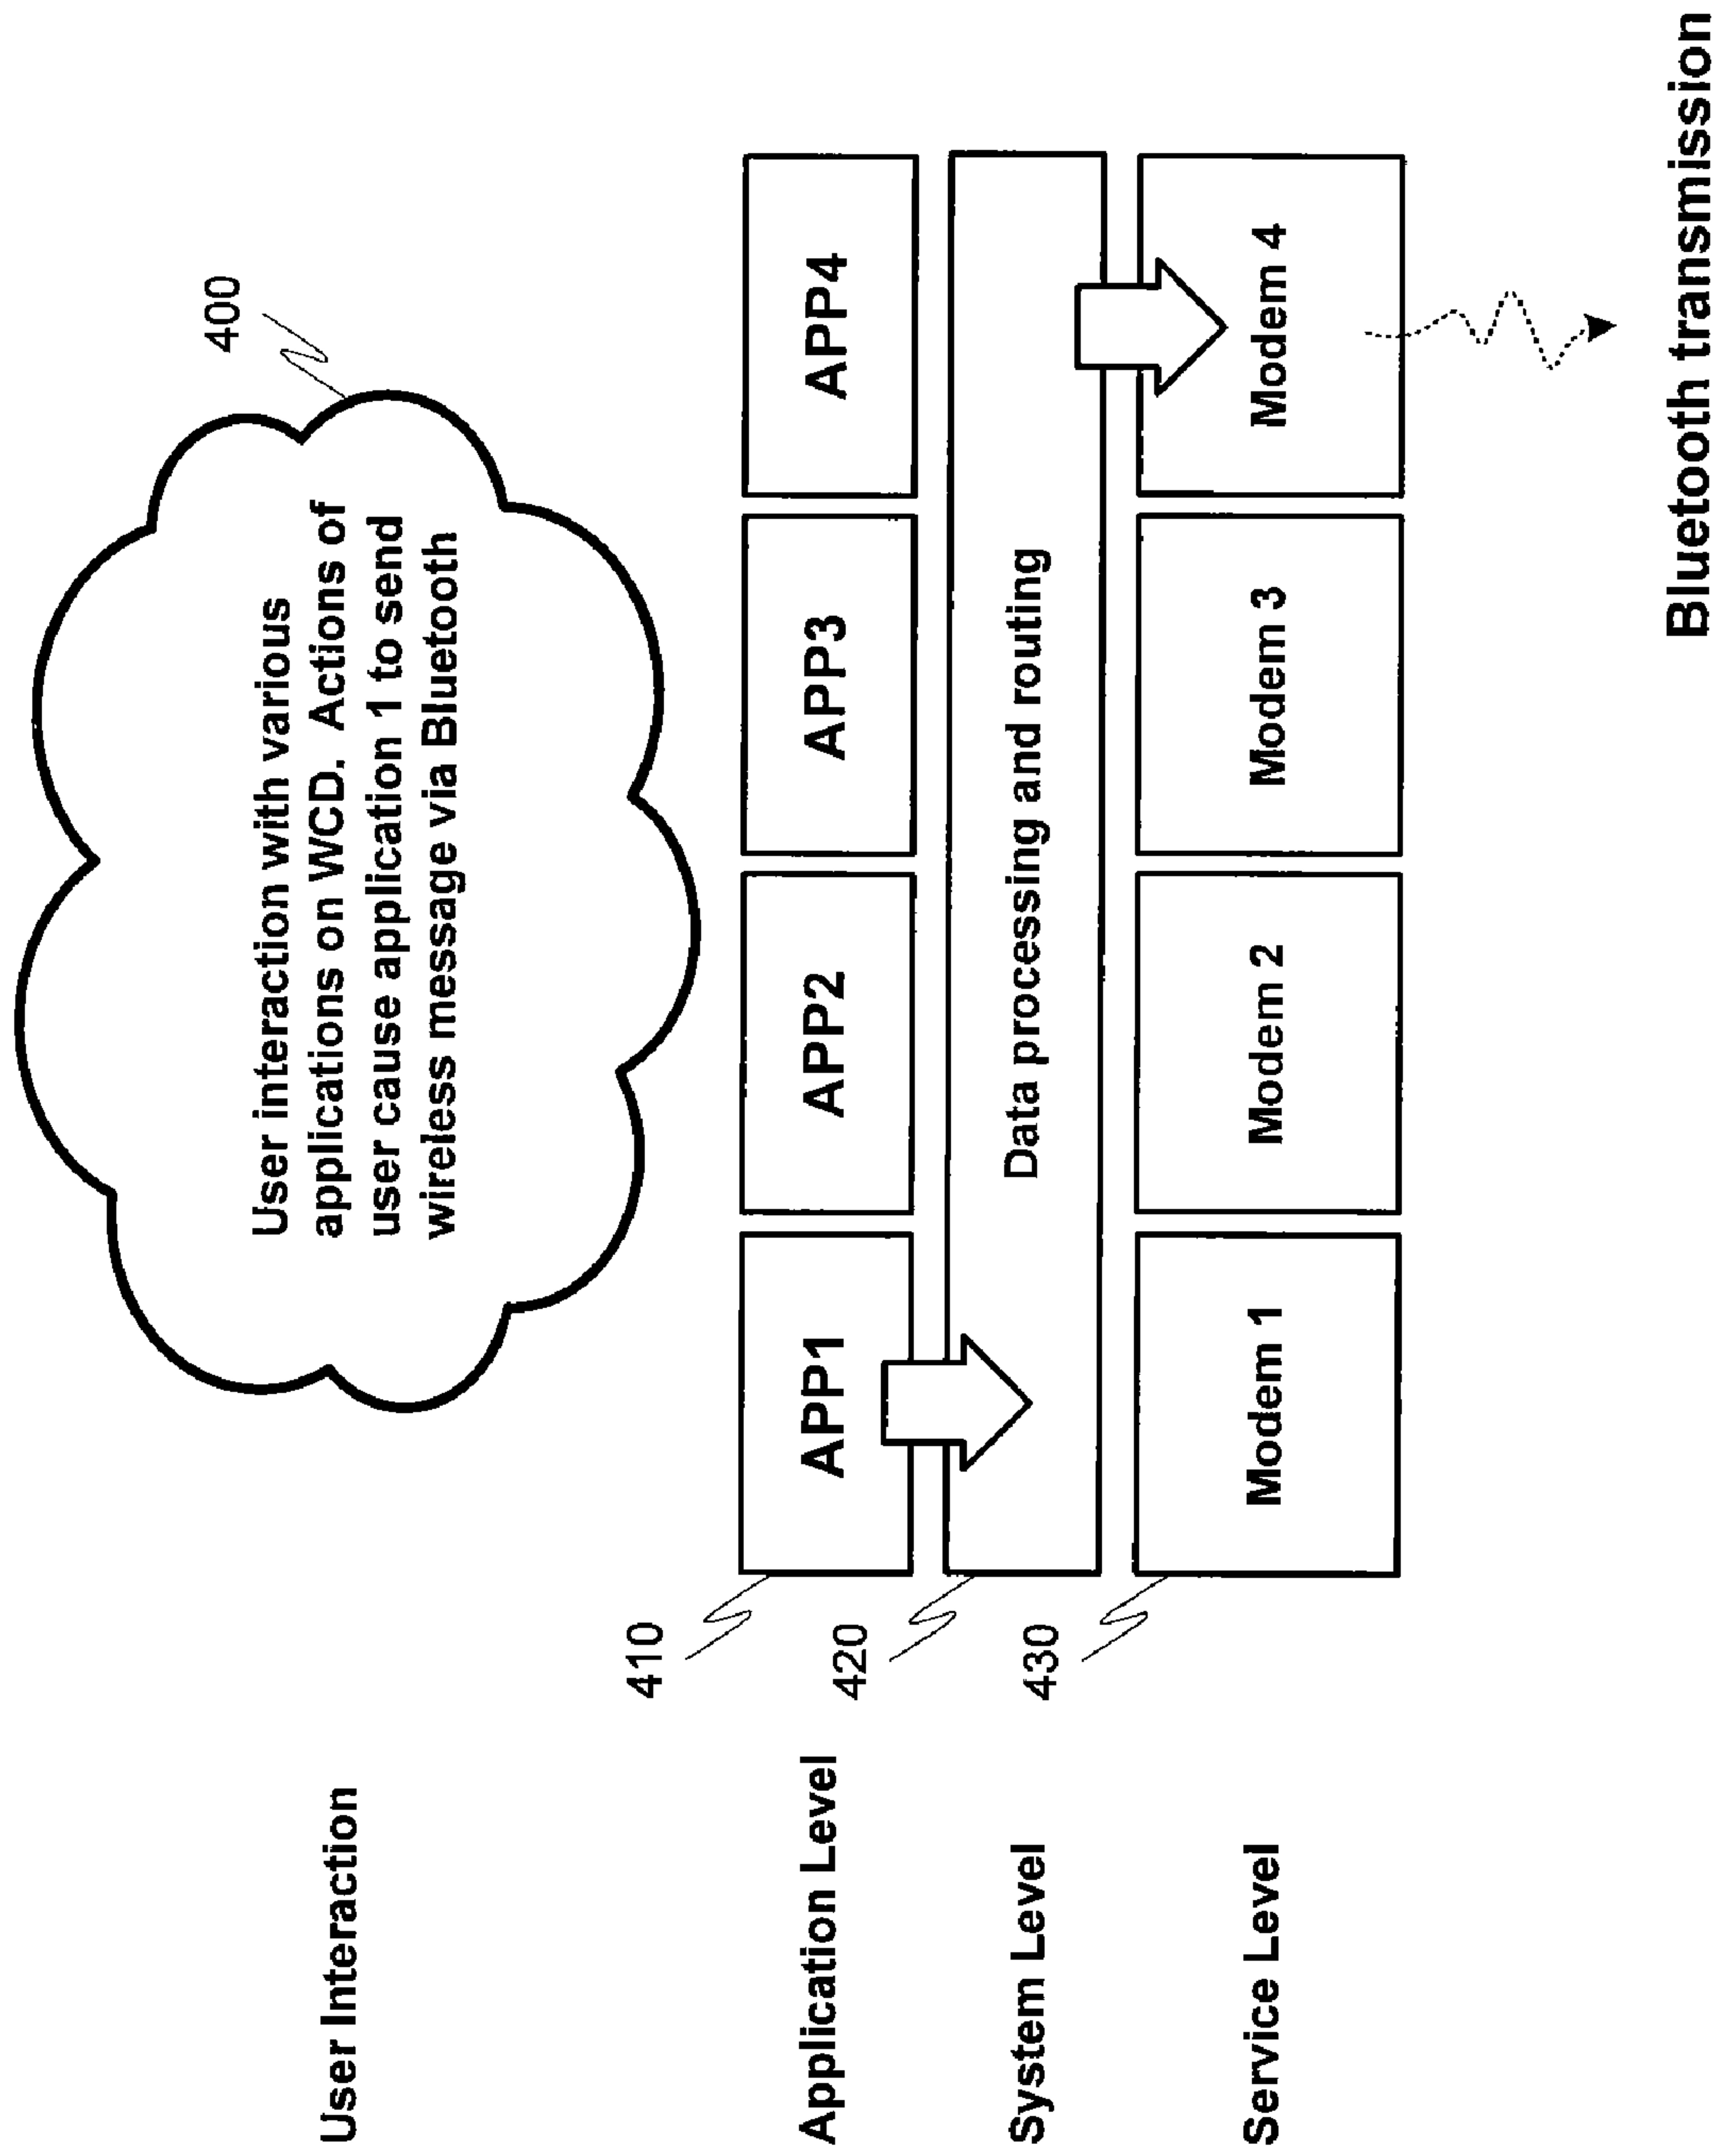 User Interaction
400
User interaction with various
applications on WCD. Actions of
user cause application 1 to send
wireless message via Bluetooth
410
Application Level
APP1
APP2
APP3
APP4
420
System Level
Data processing and routing
430
Service Level
Modem 1
Modem 2
Modem 3
Modem 4
Bluetooth transmission